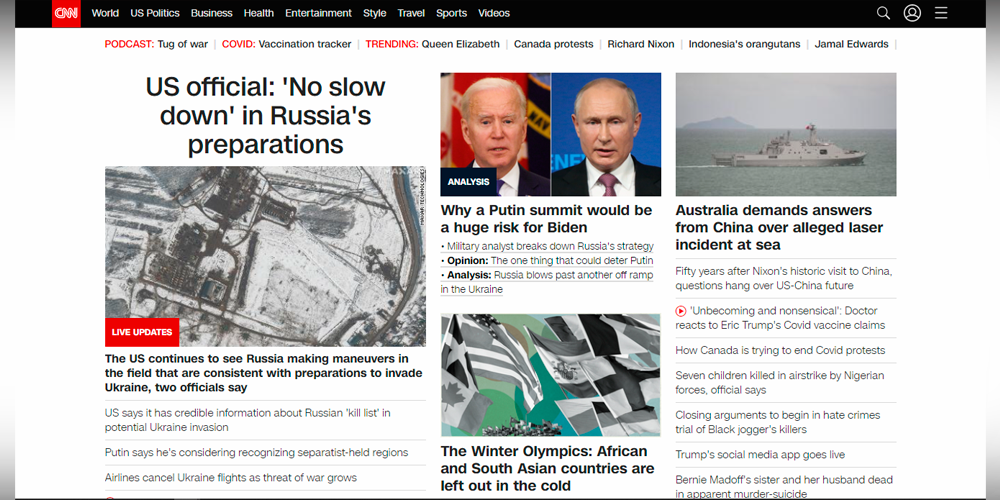 CNN World US Politics Business Health Entertainment Style Travel Sports Videos
PODCAST: Tug of war | COVID: Vaccination tracker | TRENDING: Queen Elizabeth | Canada protests | Richard Nixon | Indonesia's orangutans | Jamal Edwards |
US official: 'No slow
down' in Russia's
preparations
MAXAR TECHNOLOGIES
LIVE UPDATES
The US continues to see Russia making maneuvers in
the field that are consistent with preparations to invade
Ukraine, two officials say
US says it has credible information about Russian 'kill list' in
potential Ukraine invasion
Putin says he's considering recognizing separatist-held regions
Airlines cancel Ukraine flights as threat of war grows
ANALYSIS
Why a Putin summit would be
a huge risk for Biden
• Military analyst breaks down Russia's strategy
• Opinion: The one thing that could deter Putin
• Analysis: Russia blows past another off ramp
in the Ukraine
The Winter Olympics: African
and South Asian countries are
left out in the cold
Australia demands answers
from China over alleged laser
incident at sea
Fifty years after Nixon's historic visit to China,
questions hang over US-China future
'Unbecoming and nonsensical': Doctor
reacts to Eric Trump's Covid vaccine claims
How Canada is trying to end Covid protests
Seven children killed in airstrike by Nigerian
forces, official says
Closing arguments to begin in hate crimes
trial of Black jogger's killers
Trump's social media app goes live
Bernie Madoff's sister and her husband dead
in apparent murder-suicide